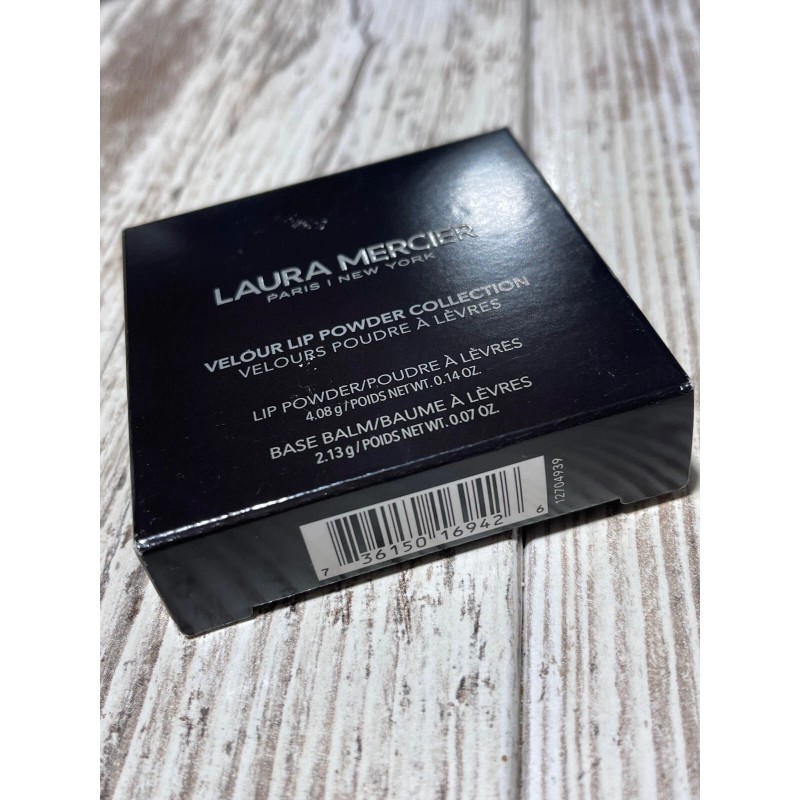 LAURA MERCIER
PARIS | NEW YORK
VELOUR LIP POWDER COLLECTION
VELOURS POUDRE À LÈVRES
LIP POWDER/POUDRE À LÈVRES
4.08 g/POIDS NET WT. 0.14 OZ.
BASE BALM/BAUME À LÈVRES
2.13 g/POIDS NET WT. 0.07 OZ.
7 36150 16942 6
12704939